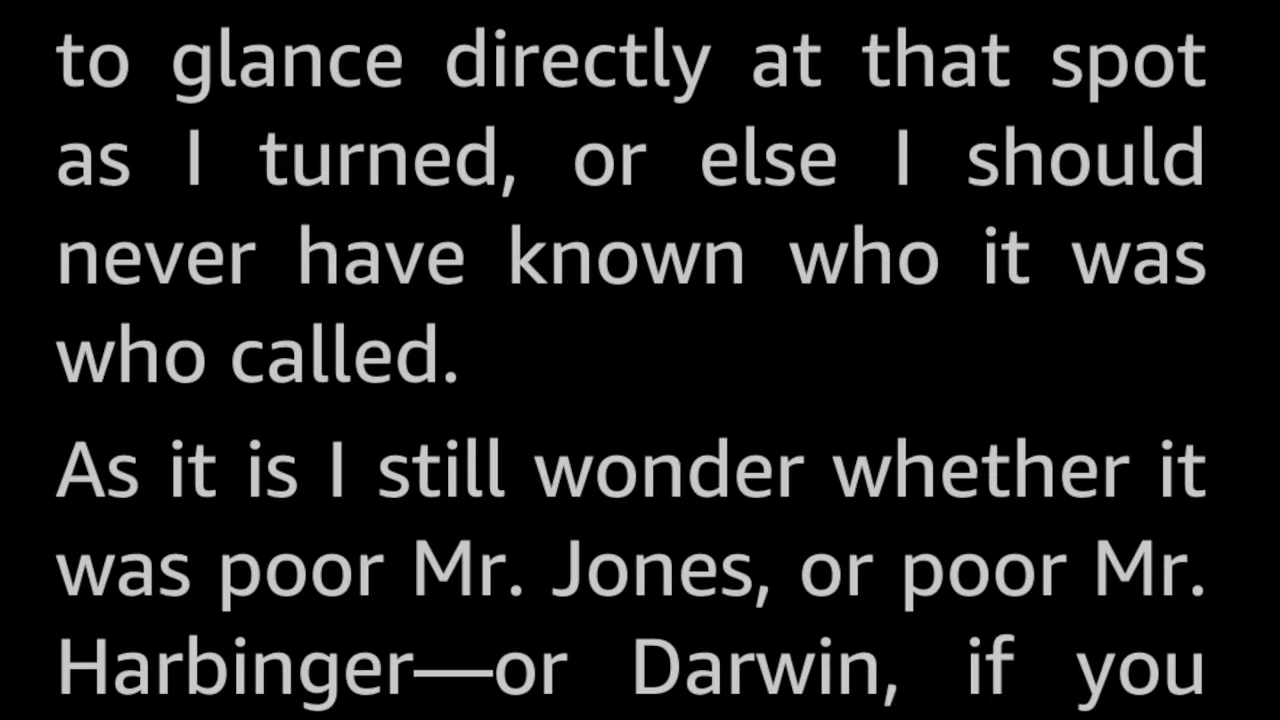 to glance directly at that spot
as I turned, or else I should
never have known who it was
who called.
As it is I still wonder whether it
was poor Mr. Jones, or poor Mr.
Harbinger—or Darwin, if you